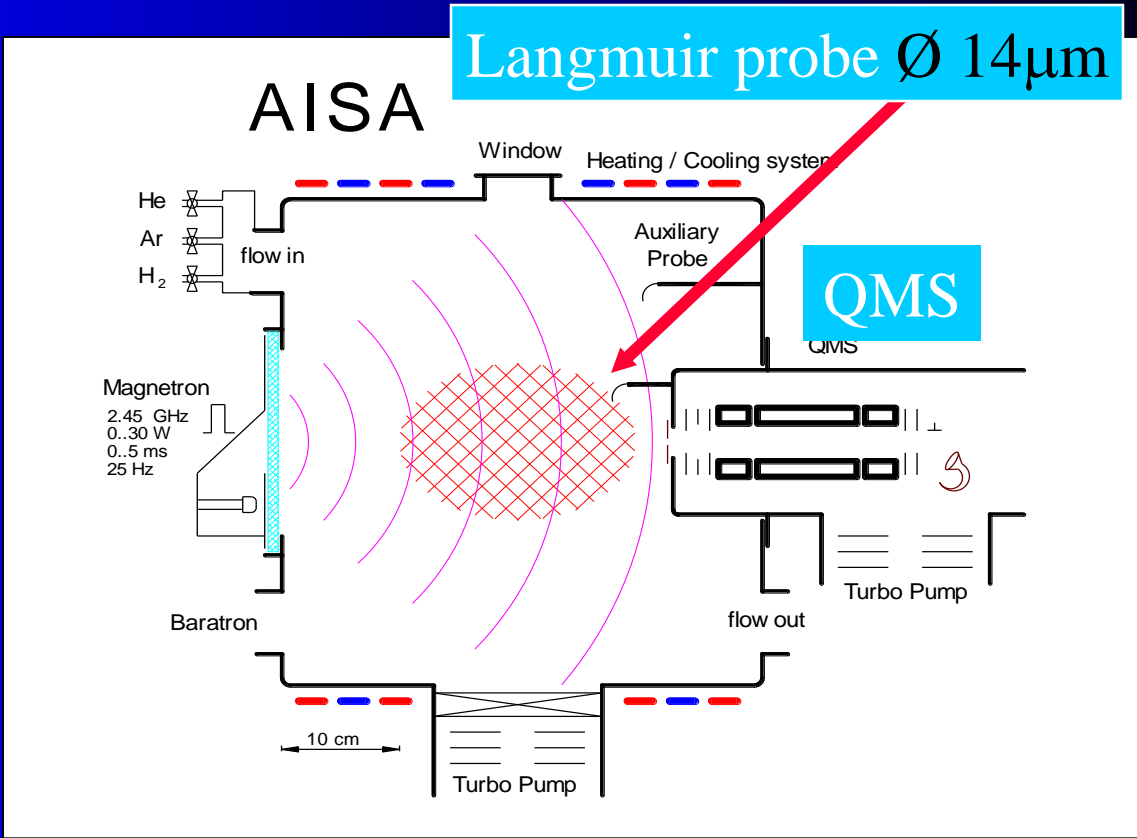 Langmuir probe Ø 14μm
AISA
Window
Heating / Cooling system
He
Ar
H2
flow in
Auxiliary
Probe
QMS
QMS
Magnetron
2.45 GHz
0..30 W
0..5 ms
25 Hz
Turbo Pump
Baratron
flow out
10 cm
Turbo Pump